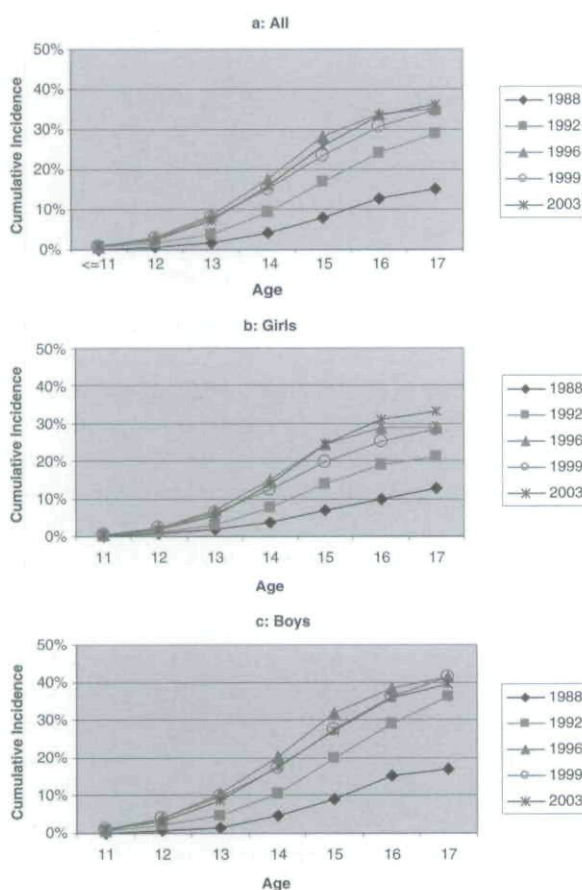 a: All
50%
40%
30%
20%
10%
0%
Cumulative Incidence
<=11 12 13 14 15 16 17
Age
1988
1992
1996
1999
2003
b: Girls
50%
40%
30%
20%
10%
0%
Cumulative Incidence
11 12 13 14 15 16 17
Age
1988
1992
1996
1999
2003
c: Boys
50%
40%
30%
20%
10%
0%
Cumulative Incidence
11 12 13 14 15 16 17
Age
1988
1992
1996
1999
2003